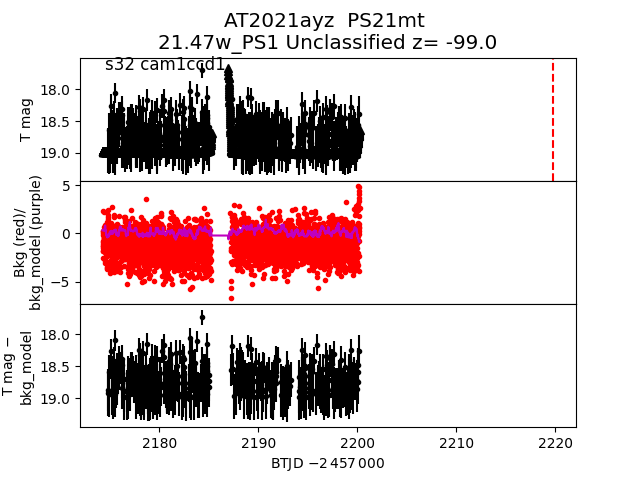 AT2021ayz  PS21mt
21.47w_PS1 Unclassified z= -99.0
s32 cam1ccd1
T mag
18.0
18.5
19.0
Bkg (red)/
bkg_model (purple)
5
0
−5
T mag −
bkg_model
18.0
18.5
19.0
2180
2190
2200
2210
2220
BTJD −2 457 000